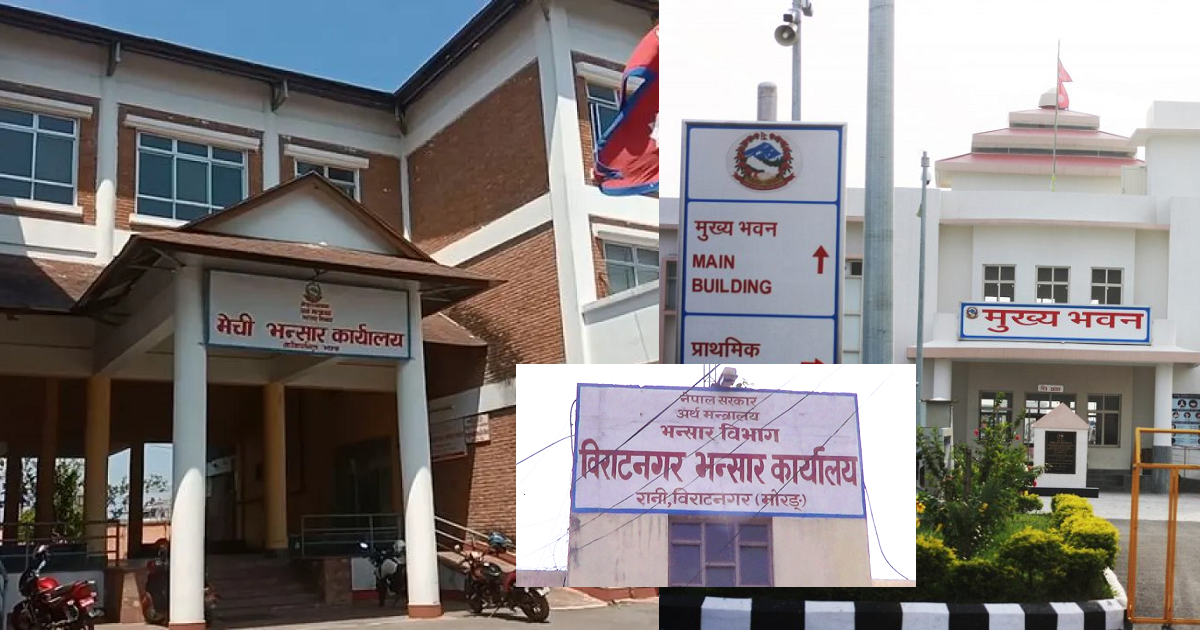 मेची भन्सार कार्यालय
मुख्य भवन
MAIN
BUILDING
प्राथमिक
मुख्य भवन
नेपाल सरकार
अर्थ मन्त्रालय
भन्सार विभाग
विराटनगर भन्सार कार्यालय
रानी, विराटनगर (मोरङ्)